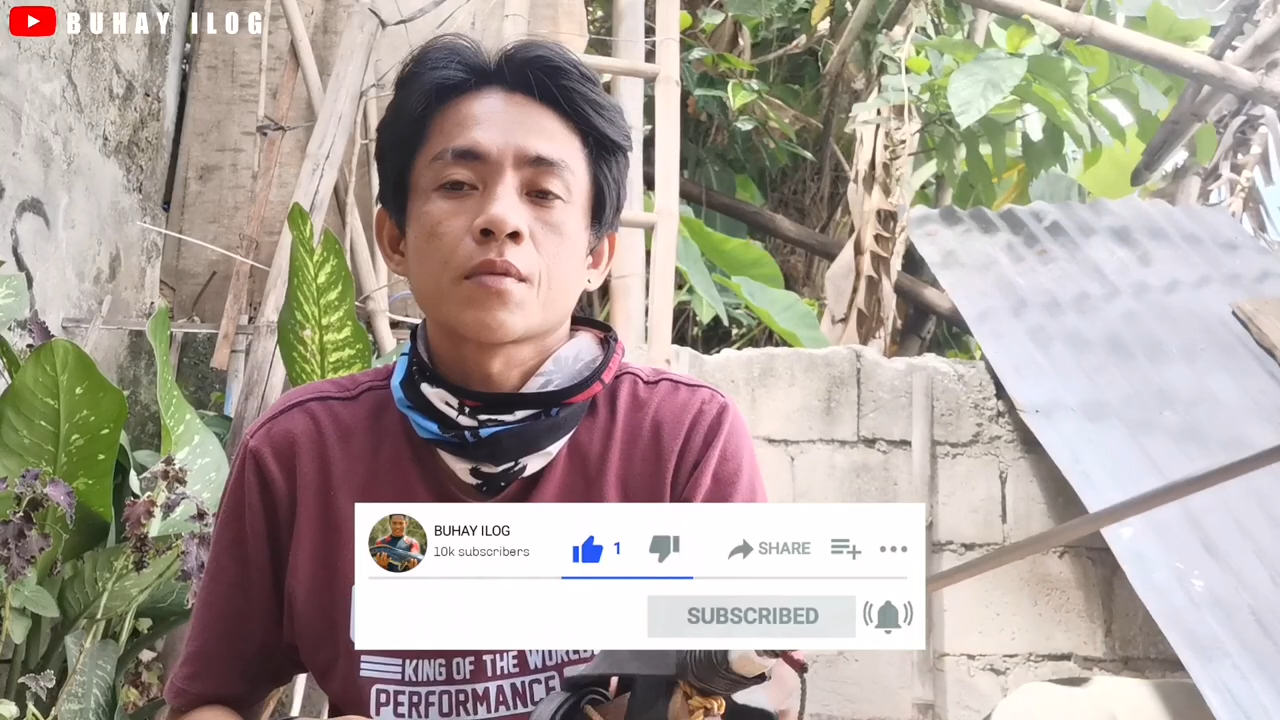 BUHAY ILOG
BUHAY ILOG
10k subscribers
1
SHARE
SUBSCRIBED
KING OF THE WORLD
PERFORMANCE